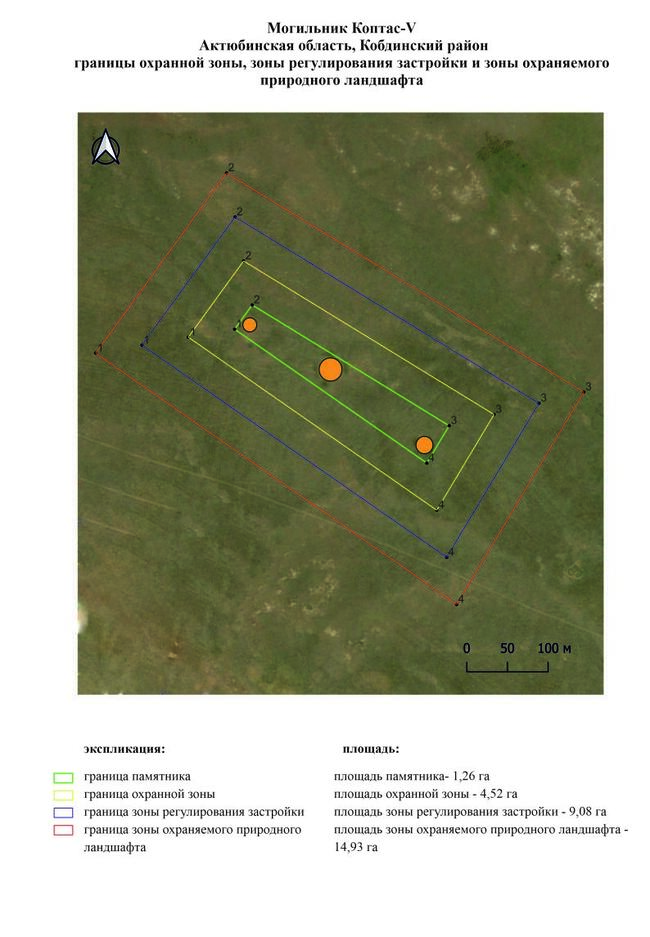 Могильник Коптас-V
Актюбинская область, Кобдинский район
границы охранной зоны, зоны регулирования застройки и зоны охраняемого
природного ландшафта
2
2
2
2
1
1
1
1
3
3
3
3
4
4
4
4
0 50 100 м
экспликация: площадь:
граница памятника площадь памятника- 1,26 га
граница охранной зоны площадь охранной зоны - 4,52 га
граница зоны регулирования застройки площадь зоны регулирования застройки - 9,08 га
граница зоны охраняемого природного площадь зоны охраняемого природного ландшафта -
ландшафта 14,93 га